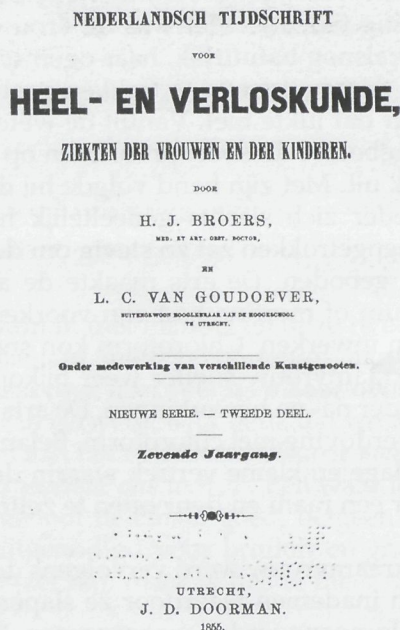 NEDERLANDSCH TIJDSCHRIFT
VOOR
HEEL- EN VERLOSKUNDE,
ZIEKTEN DER VROUWEN EN DER KINDEREN.
DOOR
H. J. BROERS,
MED. ET ART. OBST. DOCTOR,
EN
L. C. VAN GOUDOEVER,
BUITENGEWOON HOOGLEERAAR AAN DE HOOGESCHOOL
TE UTRECHT.
Onder medewerking van verschillende Kunstgenooten.
NIEUWE SERIE. — TWEEDE DEEL.
Zevende Jaargang.
UTRECHT,
J. D. DOORMAN.
1855.